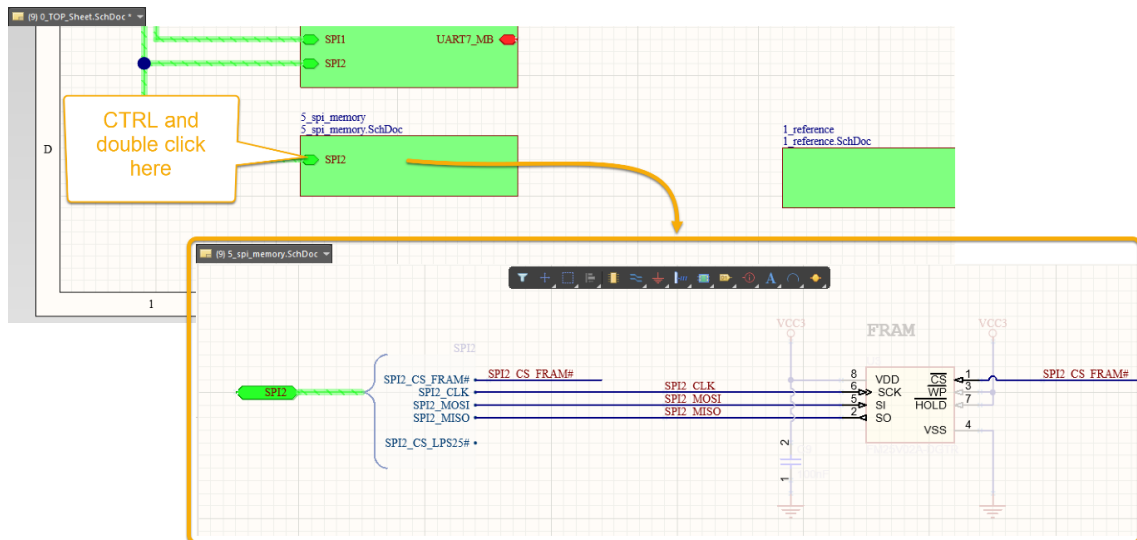 (9) 0_TOP_Sheet.SchDoc *
SPI1
UART7_MB
SPI2
CTRL and
double click
here
5_spi_memory
5_spi_memory.SchDoc
SPI2
1_reference
1_reference.SchDoc
D
1
(9) 5_spi_memory.SchDoc
A
VCC3
FRAM
VCC3
SPI2
SPI2
SPI2_CS_FRAM#
SPI2_CLK
SPI2_MOSI
SPI2_MISO
SPI2_CS_LPS25#
SPI2_CS_FRAM#
SPI2_CLK
SPI2_MOSI
SPI2_MISO
8 VDD CS 1
6 SCK WP 3
5 SI HOLD 7
2 SO
VSS 4
SPI2_CS_FRAM#
2
1